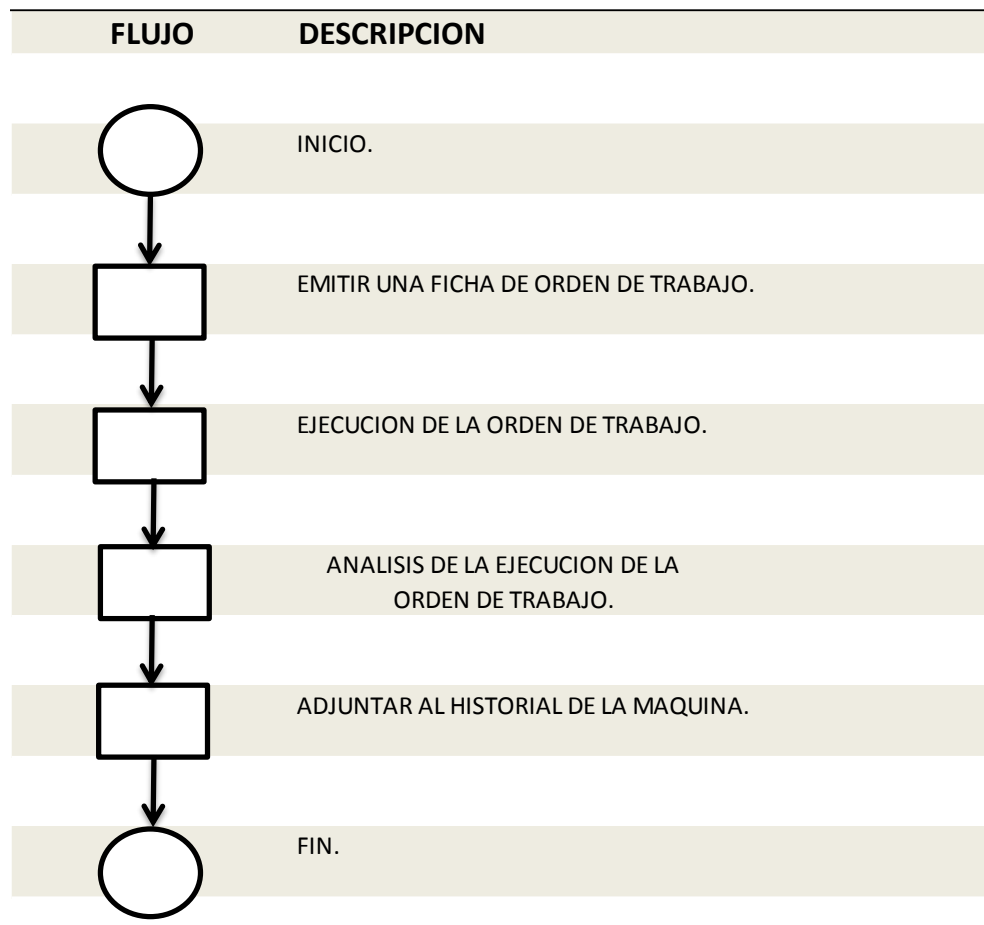 FLUJO DESCRIPCION
INICIO.
EMITIR UNA FICHA DE ORDEN DE TRABAJO.
EJECUCION DE LA ORDEN DE TRABAJO.
ANALISIS DE LA EJECUCION DE LA
ORDEN DE TRABAJO.
ADJUNTAR AL HISTORIAL DE LA MAQUINA.
FIN.